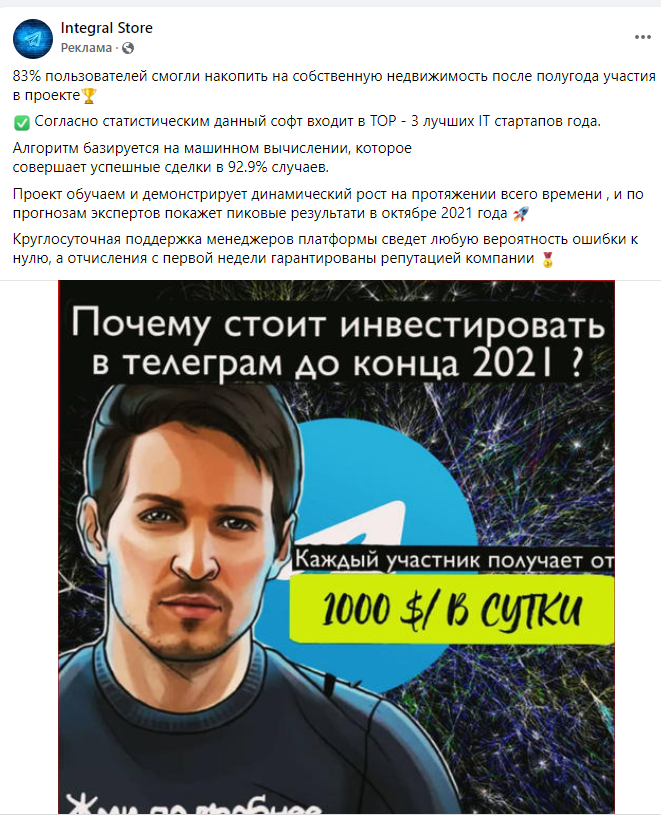 Integral Store
Реклама ·
83% пользователей смогли накопить на собственную недвижимость после полугода участия
в проекте🏆
✅ Согласно статистическим данный софт входит в TOP - 3 лучших IT стартапов года.
Алгоритм базируется на машинном вычислении, которое
совершает успешные сделки в 92.9% случаев.
Проект обучаем и демонстрирует динамический рост на протяжении всего времени , и по
прогнозам экспертов покажет пиковые результати в октябре 2021 года 🚀
Круглосуточная поддержка менеджеров платформы сведет любую вероятность ошибки к
нулю, а отчисления с первой недели гарантированы репутацией компании 🏅
Почему стоит инвестировать
в телеграм до конца 2021 ?
Каждый участник получает от
1000 $/ В СУТКИ
Жми подробнее